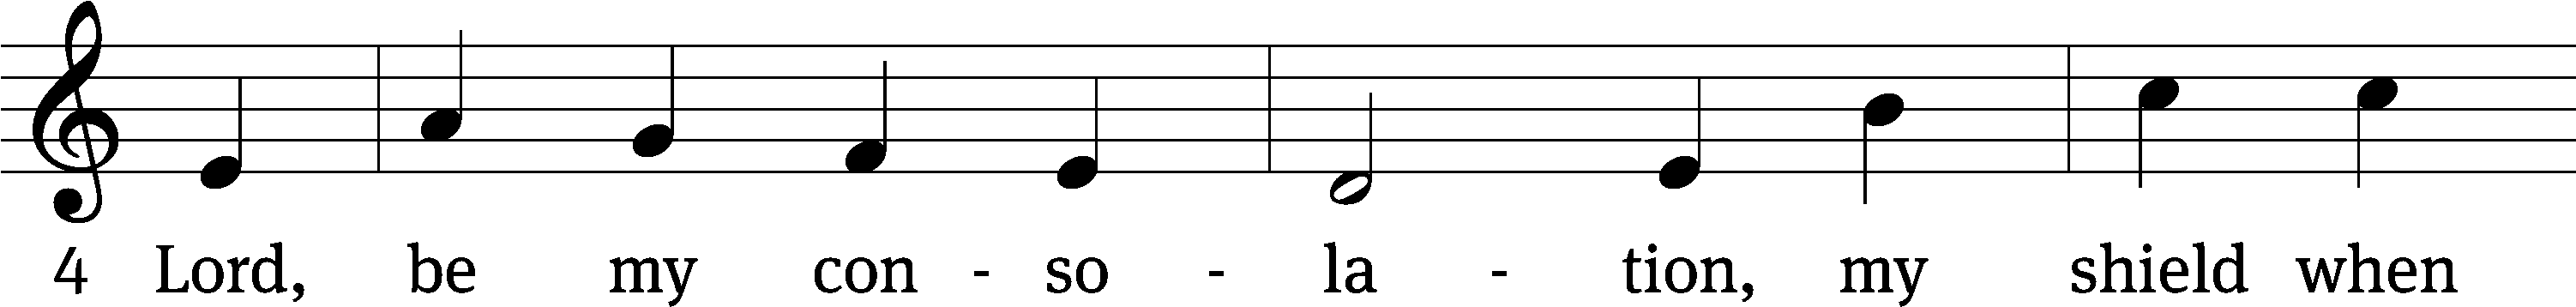 4 Lord, be my con - so - la - tion, my shield when